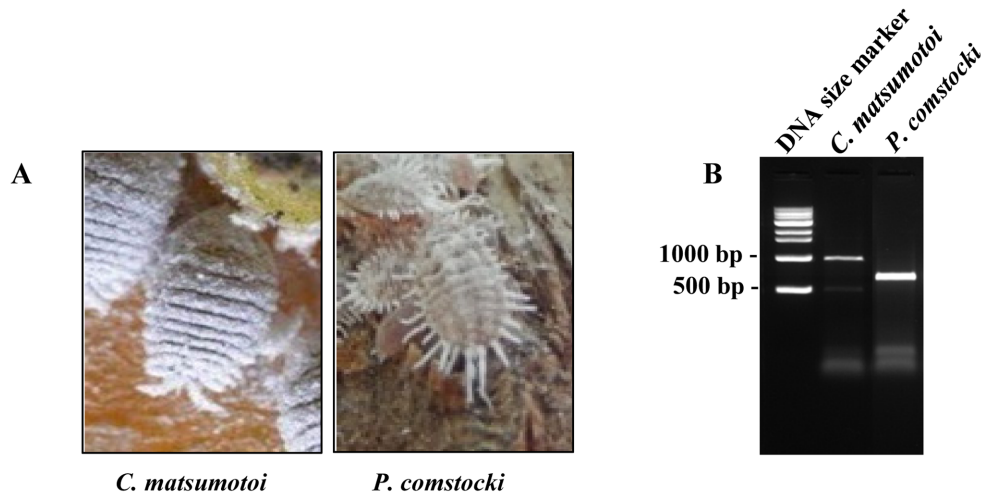 A
C. matsumotoi
P. comstocki
B
DNA size marker
C. matsumotoi
P. comstocki
1000 bp -
500 bp -